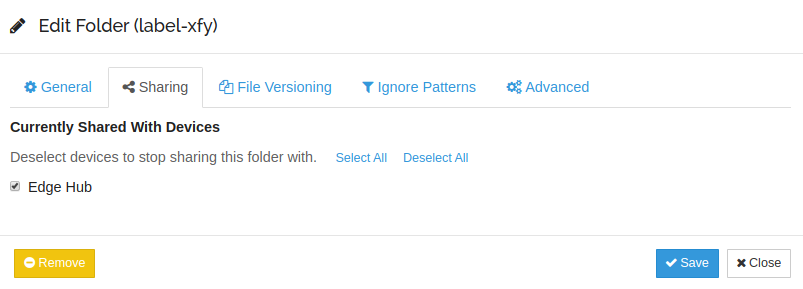 Edit Folder (label-xfy)
General Sharing File Versioning Ignore Patterns Advanced
Currently Shared With Devices
Deselect devices to stop sharing this folder with. Select All Deselect All
Edge Hub
Remove Save Close